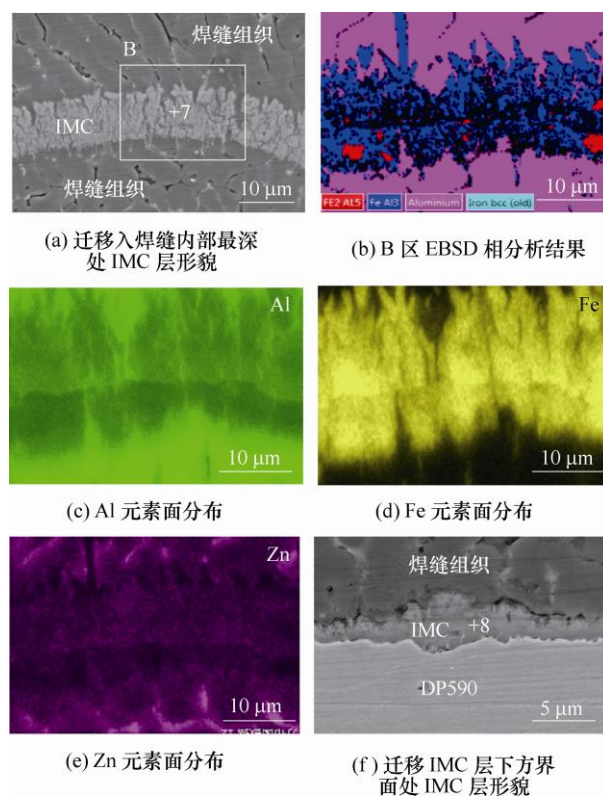 B
焊缝组织
+7
IMC
焊缝组织
10 μm
FE2 AL5
Fe Al3
Aluminium
Iron bcc (old)
10 μm
(a) 迁移入焊缝内部最深
处 IMC 层形貌
(b) B 区 EBSD 相分析结果
Al
10 μm
Fe
10 μm
(c) Al 元素面分布
(d) Fe 元素面分布
Zn
10 μm
焊缝组织
IMC
+8
DP590
5 μm
(e) Zn 元素面分布
(f) 迁移 IMC 层下方界
面处 IMC 层形貌